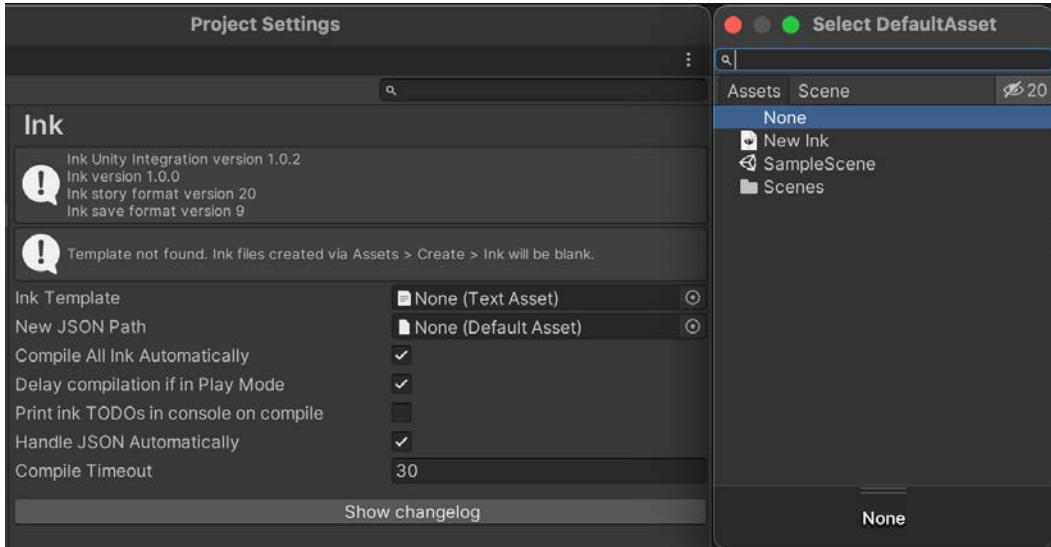 Project Settings
Ink
Ink Unity Integration version 1.0.2
Ink version 1.0.0
Ink story format version 20
Ink save format version 9
Template not found. Ink files created via Assets > Create > Ink will be blank.
Ink Template
None (Text Asset)
New JSON Path
None (Default Asset)
Compile All Ink Automatically
Delay compilation if in Play Mode
Print ink TODOs in console on compile
Handle JSON Automatically
Compile Timeout
30
Show changelog
Select DefaultAsset
Assets Scene 20
None
New Ink
SampleScene
Scenes
None